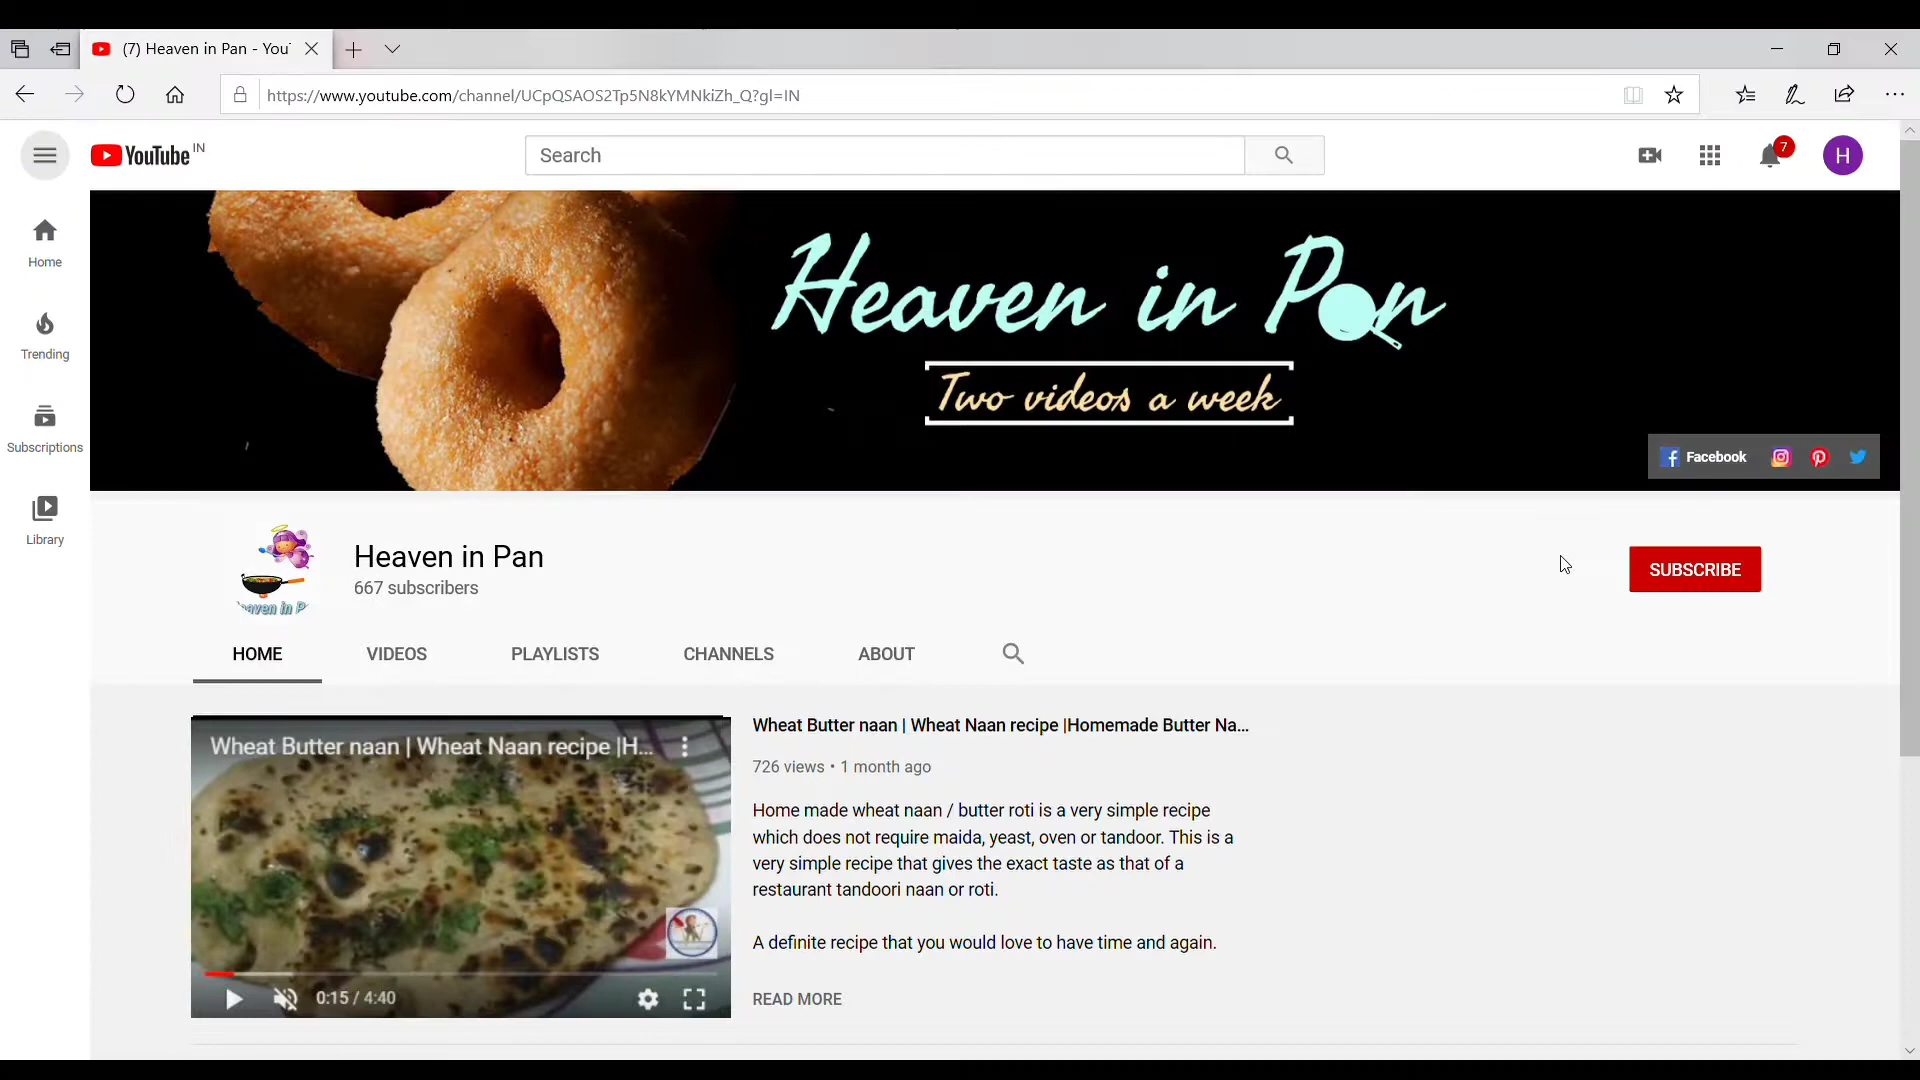 (7) Heaven in Pan - You
https://www.youtube.com/channel/UCpQSAOS2Tp5N8kYMNkiZh_Q?gl=IN
YouTube IN
Search
7
H
Home
Trending
Subscriptions
Library
Heaven in Pan
Two videos a week
Facebook
Heaven in Pan
667 subscribers
SUBSCRIBE
HOME VIDEOS PLAYLISTS CHANNELS ABOUT
Wheat Butter naan | Wheat Naan recipe |H...
0:15 / 4:40
Wheat Butter naan | Wheat Naan recipe |Homemade Butter Na...
726 views • 1 month ago
Home made wheat naan / butter roti is a very simple recipe
which does not require maida, yeast, oven or tandoor. This is a
very simple recipe that gives the exact taste as that of a
restaurant tandoori naan or roti.
A definite recipe that you would love to have time and again.
READ MORE